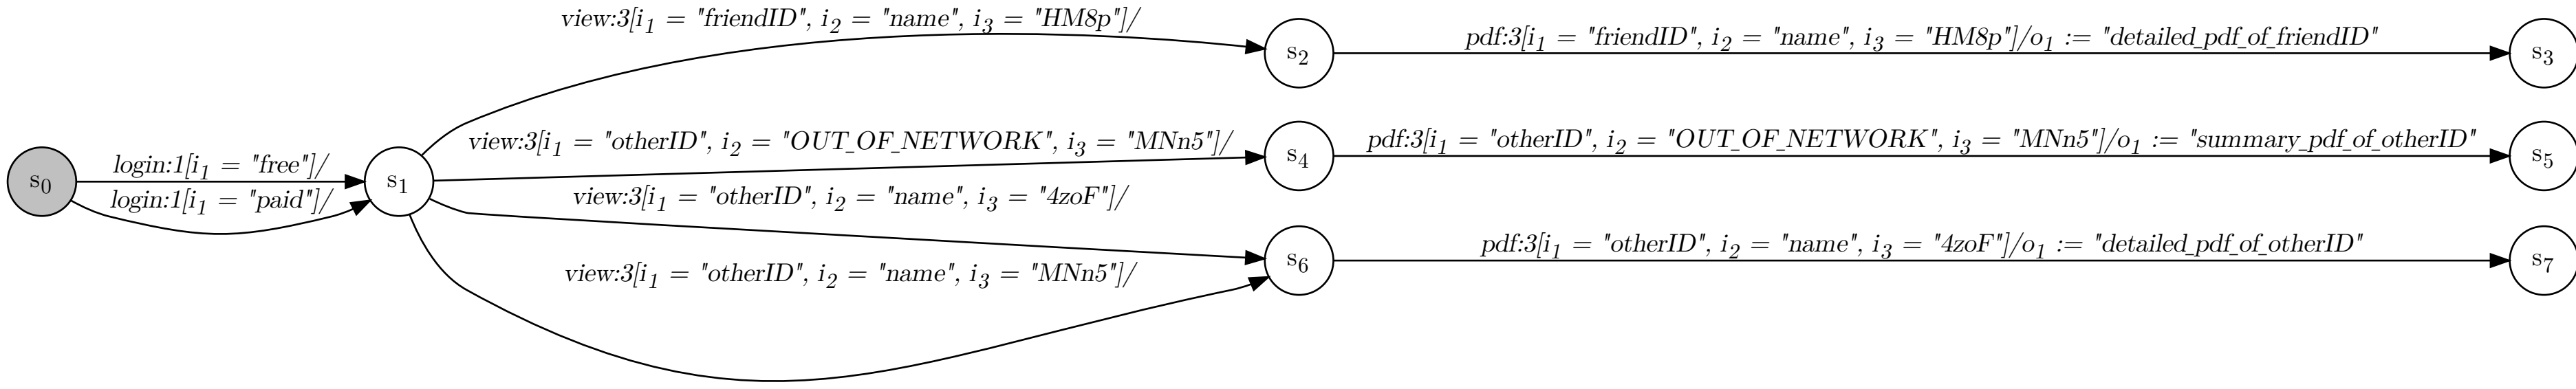 view:3[i1 = "friendID", i2 = "name", i3 = "HM8p"]/
s2
pdf:3[i1 = "friendID", i2 = "name", i3 = "HM8p"]/o1 := "detailed_pdf_of_friendID"
s3
s0
login:1[i1 = "free"]/
login:1[i1 = "paid"]/
s1
view:3[i1 = "otherID", i2 = "OUT_OF_NETWORK", i3 = "MNn5"]/
s4
pdf:3[i1 = "otherID", i2 = "OUT_OF_NETWORK", i3 = "MNn5"]/o1 := "summary_pdf_of_otherID"
s5
view:3[i1 = "otherID", i2 = "name", i3 = "4zoF"]/
view:3[i1 = "otherID", i2 = "name", i3 = "MNn5"]/
s6
pdf:3[i1 = "otherID", i2 = "name", i3 = "4zoF"]/o1 := "detailed_pdf_of_otherID"
s7